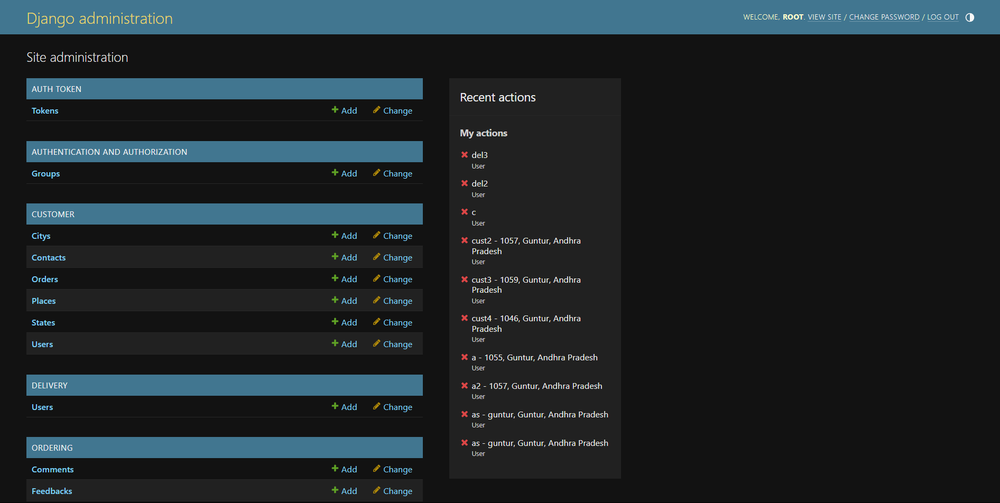 Django administration
WELCOME, ROOT. VIEW SITE / CHANGE PASSWORD / LOG OUT
Site administration
AUTH TOKEN
Tokens Add Change
AUTHENTICATION AND AUTHORIZATION
Groups Add Change
CUSTOMER
Citys Add Change
Contacts Add Change
Orders Add Change
Places Add Change
States Add Change
Users Add Change
DELIVERY
Users Add Change
ORDERING
Comments Add Change
Feedbacks Add Change
Recent actions
My actions
del3
User
del2
User
c
User
cust2 - 1057, Guntur, Andhra
Pradesh
User
cust3 - 1059, Guntur, Andhra
Pradesh
User
cust4 - 1046, Guntur, Andhra
Pradesh
User
a - 1055, Guntur, Andhra Pradesh
User
a2 - 1057, Guntur, Andhra Pradesh
User
as - guntur, Guntur, Andhra Pradesh
User
as - guntur, Guntur, Andhra Pradesh
User